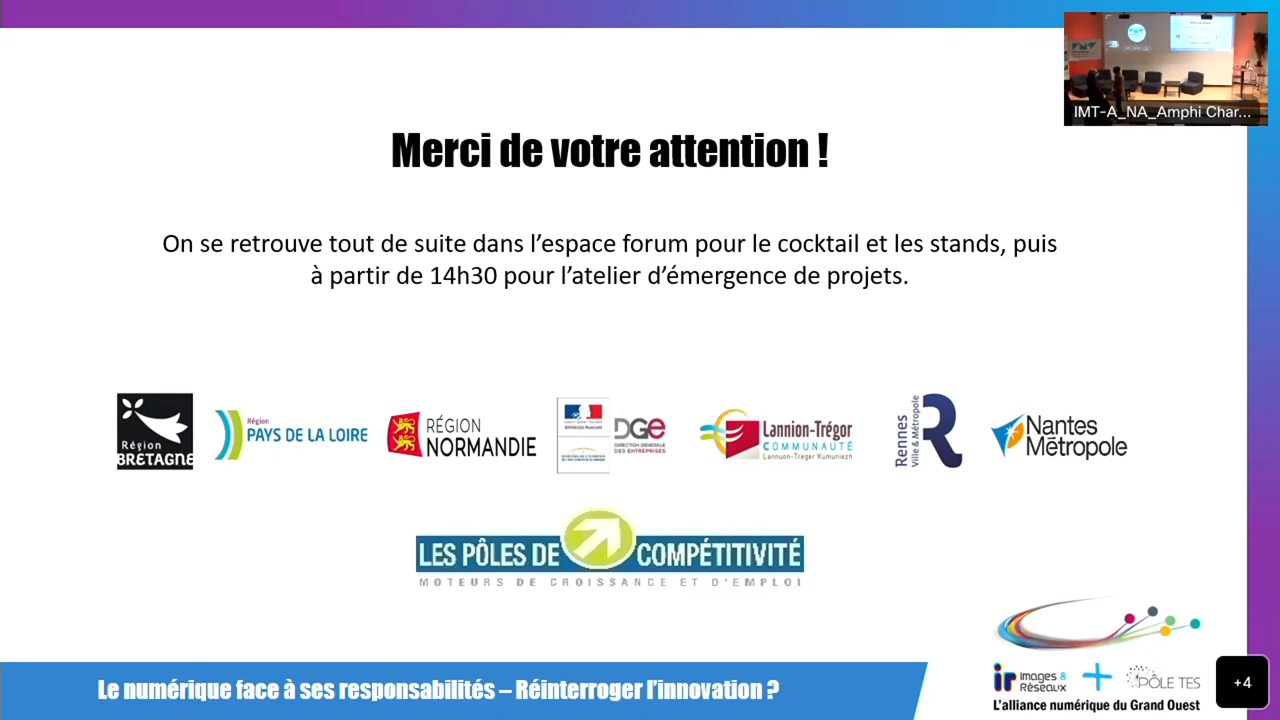 IMT-A_NA_Amphi Char...
Merci de votre attention !
On se retrouve tout de suite dans l’espace forum pour le cocktail et les stands, puis
à partir de 14h30 pour l’atelier d’émergence de projets.
Région
BRETAGNE
Région
PAYS DE LA LOIRE
RÉGION
NORMANDIE
RÉPUBLIQUE FRANÇAISE
DGE
DIRECTION GÉNÉRALE
DES ENTREPRISES
Lannion-Trégor
COMMUNAUTÉ
Lannuon-Treger Kumuniezh
Rennes
Ville & Métropole
R
Nantes
Métropole
LES PÔLES DE COMPÉTITIVITÉ
MOTEURS DE CROISSANCE ET D'EMPLOI
Le numérique face à ses responsabilités – Réinterroger l’innovation ?
ir images &
Réseaux
+
PÔLE TES
L’alliance numérique du Grand Ouest
+4